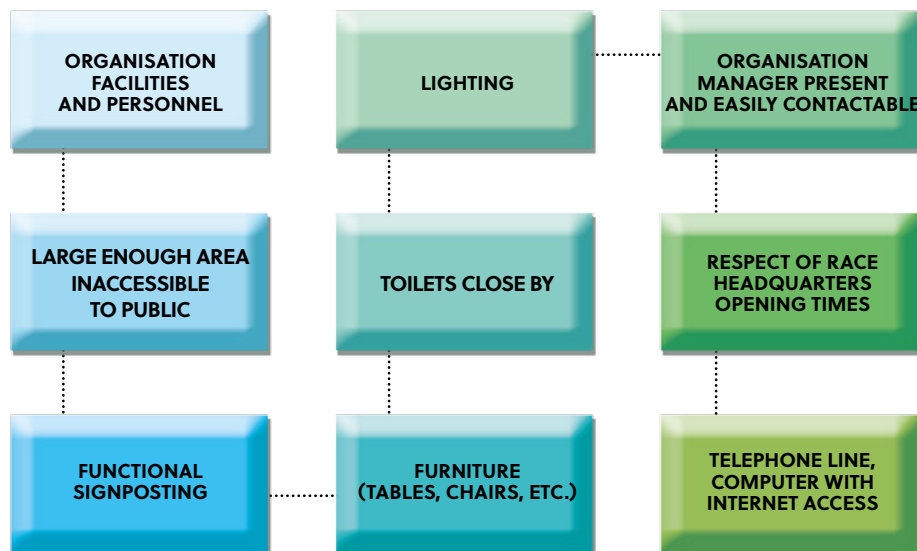 ORGANISATION
FACILITIES
AND PERSONNEL
LARGE ENOUGH AREA
INACCESSIBLE
TO PUBLIC
FUNCTIONAL
SIGNPOSTING
FURNITURE
(TABLES, CHAIRS, ETC.)
TOILETS CLOSE BY
LIGHTING
ORGANISATION
MANAGER PRESENT
AND EASILY CONTACTABLE
RESPECT OF RACE
HEADQUARTERS
OPENING TIMES
TELEPHONE LINE,
COMPUTER WITH
INTERNET ACCESS